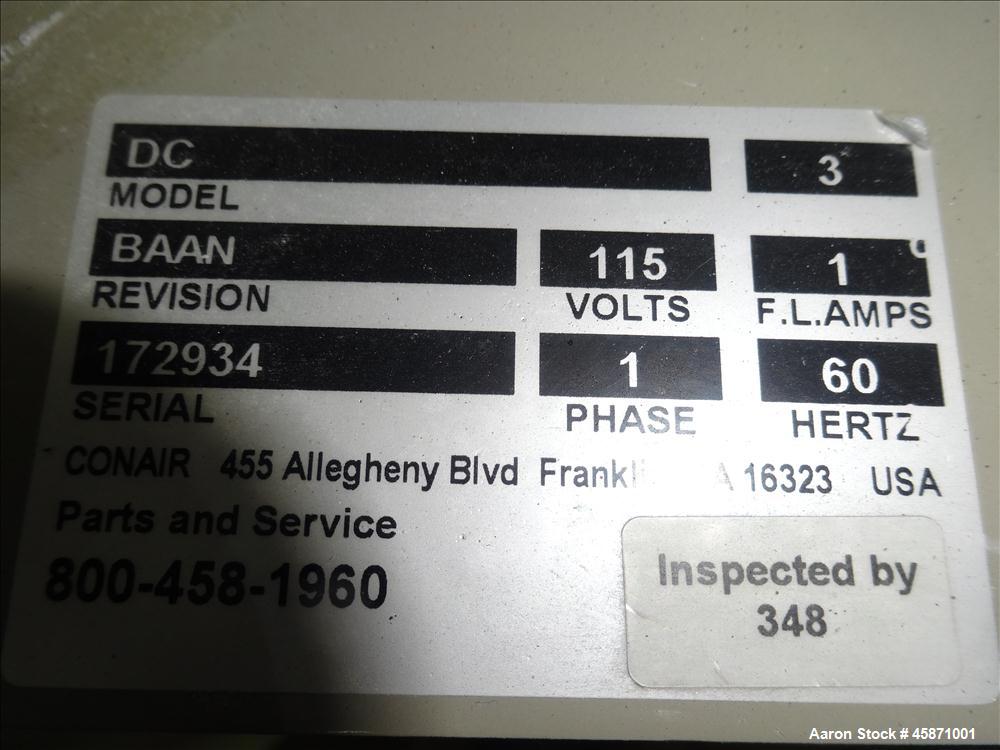 DC 3
MODEL
BAAN 115 1
REVISION VOLTS F.L.AMPS
172934 1 60
SERIAL PHASE HERTZ
CONAIR 455 Allegheny Blvd 16323 USA
Parts and Service
800-458-1960
Inspected by
348
Aaron Stock # 45871001